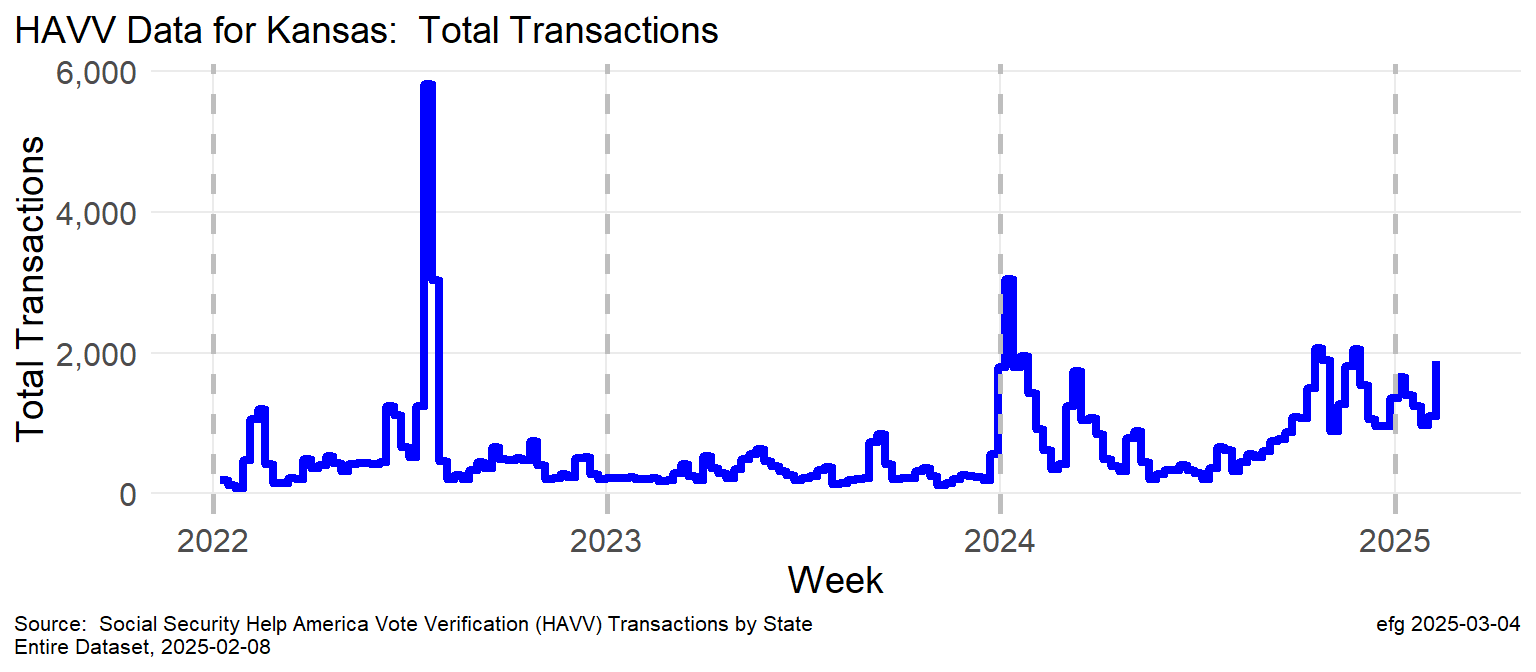 HAVV Data for Kansas:  Total Transactions
6,000
4,000
2,000
0
Total Transactions
2022 2023 2024 2025
Week
Source:  Social Security Help America Vote Verification (HAVV) Transactions by State
Entire Dataset, 2025-02-08
efg 2025-03-04